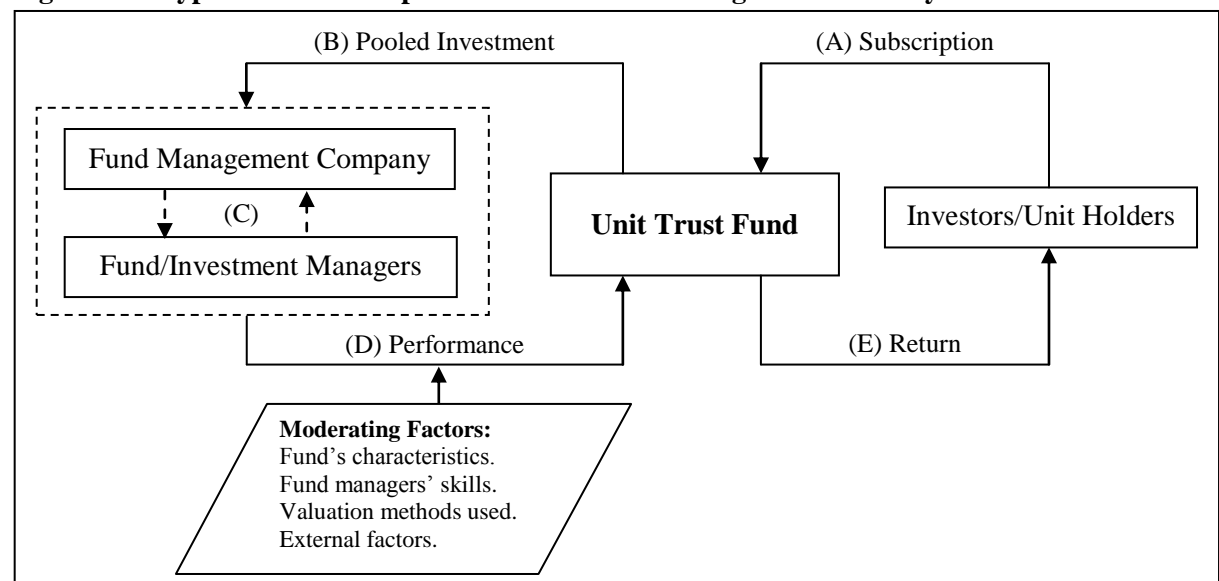 (B) Pooled Investment
(A) Subscription
Fund Management Company
(C)
Fund/Investment Managers
Unit Trust Fund
Investors/Unit Holders
(D) Performance
(E) Return
Moderating Factors:
Fund's characteristics.
Fund managers' skills.
Valuation methods used.
External factors.